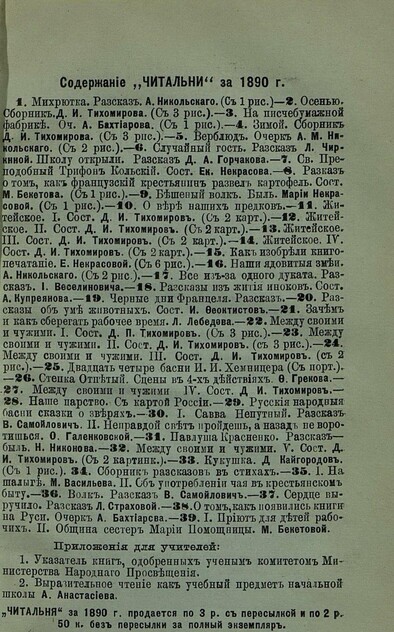 Содержаніе „ЧИТАЛЬНИ“ за 1890 г.
1. Михрютка. Разсказъ. А. Никольскаго. (Съ 1 рис.)—2. Осенью.
Сборникъ. Д. И. Тихомирова. (Съ 3 рис.)—3. На писчебумажной
фабрикѣ. Оч. А. Бахтіарова. (Съ 1 рис.)—4. Зимой. Сборникъ
Д. И. Тихомирова. (Съ 3 рис.)—5. Верблюдъ. Очеркъ А. М. Ни-
кольскаго. (Съ 2 рис.)—6. Случайный гость. Разсказъ Л. Чир-
киной. Школу открыли. Разсказъ Д. А. Горчакова.—7. Св. Пре-
подобный Трифонъ Кольскій. Сост. Ек. Некрасова.—8. Разказ
о томъ, какъ французскій крестьянинъ развелъ картофель. Сост.
М. Бекетова. (Съ 1 рис.)—9. Бѣшеный волкъ. Быль. Маріи Некра-
совой. (съ 1 рис.)—10. О вѣрѣ нашихъ предковъ.—11. Жи-
тейское. I. Сост. Д. И. Тихомировъ. (Съ 2 карт.)—12. Житей-
ское. II. Сост. Д. И. Тихомировъ. (Съ 2 карт.)—13. Житейское.
III. Сост. Д. И. Тихомировъ. (Съ 2 карт.)—14. Житейское. IV.
Сост. Д. И. Тихомировъ. (Съ 2 карт.)—15. Какъ изобрѣли книго-
печатаніе. Е. Некрасовой. (Съ 6 рис.)—16. Наши ядовитыя змѣи.
А. Никольскаго. (Съ 2 рис.)—17. Все из-за одного дуката. Раз-
сказъ. I. Веселиновича.—18. Разсказы изъ житія иноковъ. Сост.
А. Купреянова.—19. Черные дни Францеля. Разсказъ.—20. Раз-
сказы объ умѣ животныхъ. Сост. И. Ѳеоктистовъ.—21. Зачѣмъ
и какъ сберегать рабочее время. Л. Лебедева.—22. Между своими
и чужими. I. Сост. Д. П. Тихомировъ. (Съ 3 рис.)—23. Между
своими и чужими. II. Сост. Д. И. Тихомировъ. (съ 3 рис.)—24.
Между своими и чужими. III. Сост. Д. И. Тихомировъ. (съ 2
рис.)—25. Двадцать четыре басни И. И. Хемницера (Съ порт.)
—26. Степка Отпѣтый. Сцены въ 4-хъ дѣйствіяхъ. Ѳ. Грекова.—
27. Между своими и чужими IV. Сост. Д. И. Тихомировъ.—
28. Наше царство. Съ картой Россіи.—29. Русскія народныя
басни сказки о звѣряхъ.—30. I. Савва Непутный. Разсказъ
В. Самойловичъ. II. Неправдой свѣтъ пройдешь, а назадъ не воро-
тишься. О. Галенковской.—31. Павлуша Красненко. Разсказъ—
быль. Н. Никонова.—32. Между своими и чужими. V. Сост. Д.
И. Тихомировъ. (Съ 2 картинк.)—33. Кукушка. Д. Кайгородовъ.
(Съ 1 рис.) 34. Сборник разсказовъ въ стихахъ.—35. I. На
шалыгѣ. М. Васильева. II. Объ употребленіи чая въ крестьянском
быту.—36. Волкъ. Разсказъ В. Самойловичъ.—37. Сердце вы-
ручило. Разсказ Л. Страховой.—38. О томъ, какъ появились книги
на Руси. Очеркъ А. Бахтіарова.—39. I. Пріютъ для дѣтей рабо-
чихъ. II. Община сестеръ Маріи Помощницы. М. Бекетовой.
Приложенія для учителей:
1. Указатель книгъ, одобренныхъ ученымъ комитетомъ Ми-
нистерства Народнаго Просвѣщенія.
2. Выразительное чтеніе какъ учебный предметъ начальной
школы А. Анастасіева.
„ЧИТАЛЬНЯ“ за 1890 г. продается по 3 р. съ пересылкой и по 2 р.
50 к. безъ пересылки за полный экземпляръ.